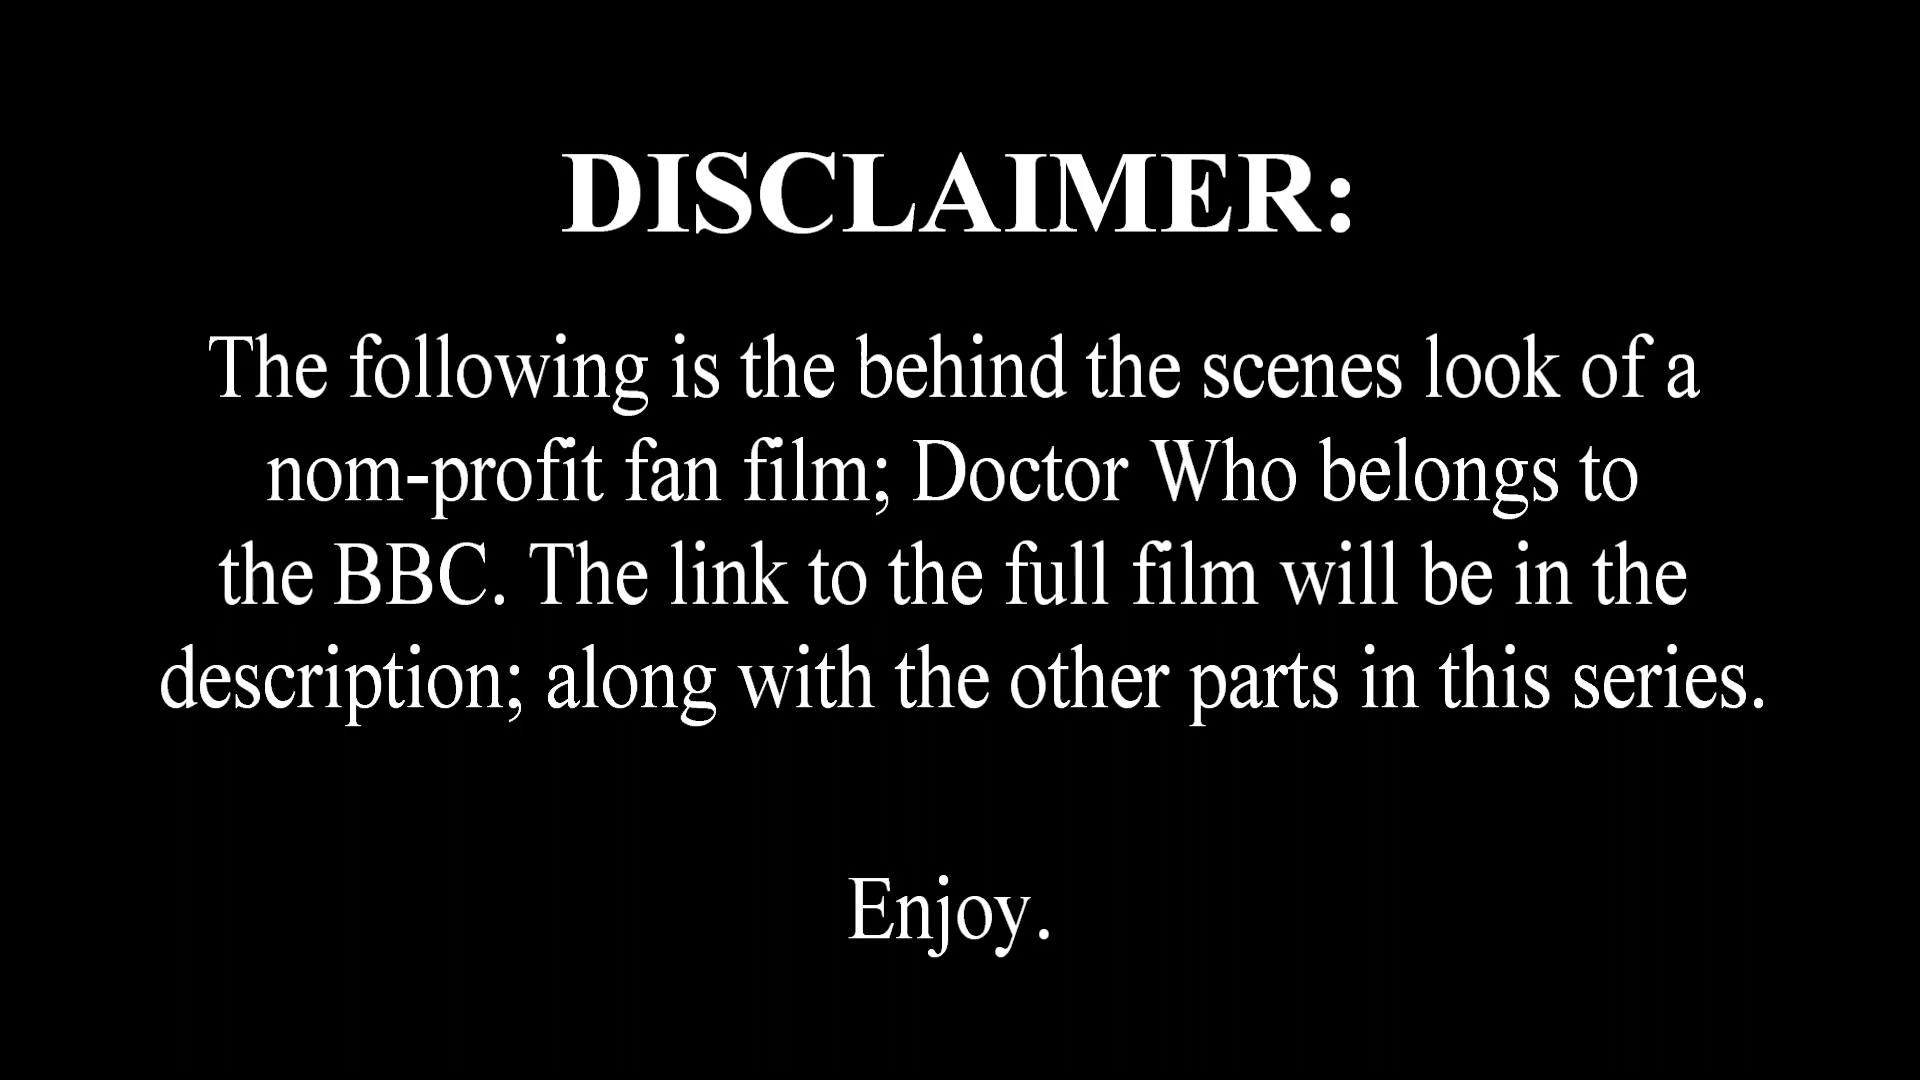 DISCLAIMER:
The following is the behind the scenes look of a
nom-profit fan film; Doctor Who belongs to
the BBC. The link to the full film will be in the
description; along with the other parts in this series.
Enjoy.